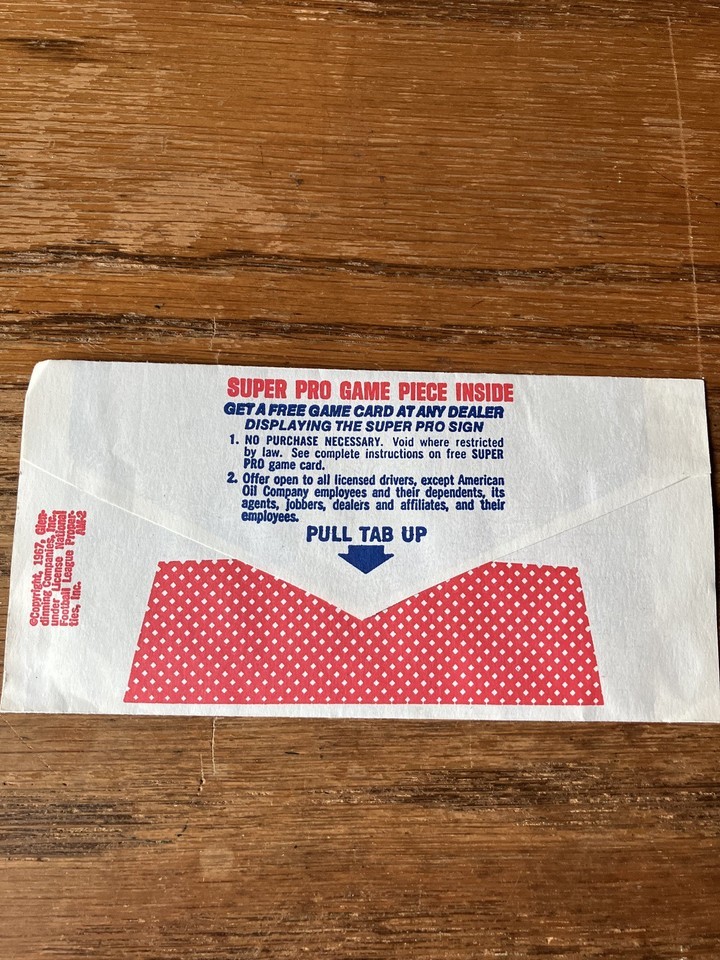 SUPER PRO GAME PIECE INSIDE
GET A FREE GAME CARD AT ANY DEALER
DISPLAYING THE SUPER PRO SIGN
1. NO PURCHASE NECESSARY. Void where restricted
by law. See complete instructions on free SUPER
PRO game card.
2. Offer open to all licensed drivers, except American
Oil Company employees and their dependents, its
agents, jobbers, dealers and affiliates, and their
employees.
PULL TAB UP
©Copyright, 1967, Glen-
dinning Companies, Inc.
under License National
Football League Proper-
ties, Inc. AM-2